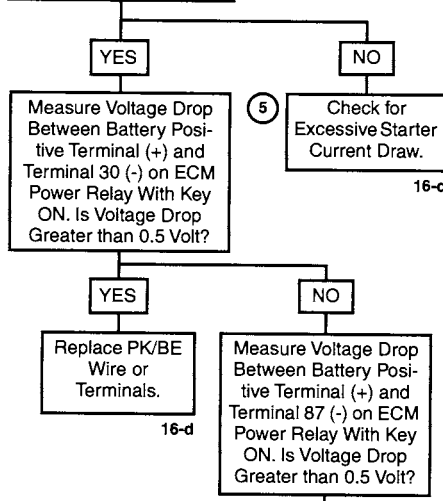 YES
NO
Measure Voltage Drop
Between Battery Posi-
tive Terminal (+) and
Terminal 30 (-) on ECM
Power Relay With Key
ON. Is Voltage Drop
Greater than 0.5 Volt?
5
Check for
Excessive Starter
Current Draw.
YES
NO
Replace PK/BE
Wire or
Terminals.
16-d
Measure Voltage Drop
Between Battery Posi-
tive Terminal (+) and
Terminal 87 (-) on ECM
Power Relay With Key
ON. Is Voltage Drop
Greater than 0.5 Volt?